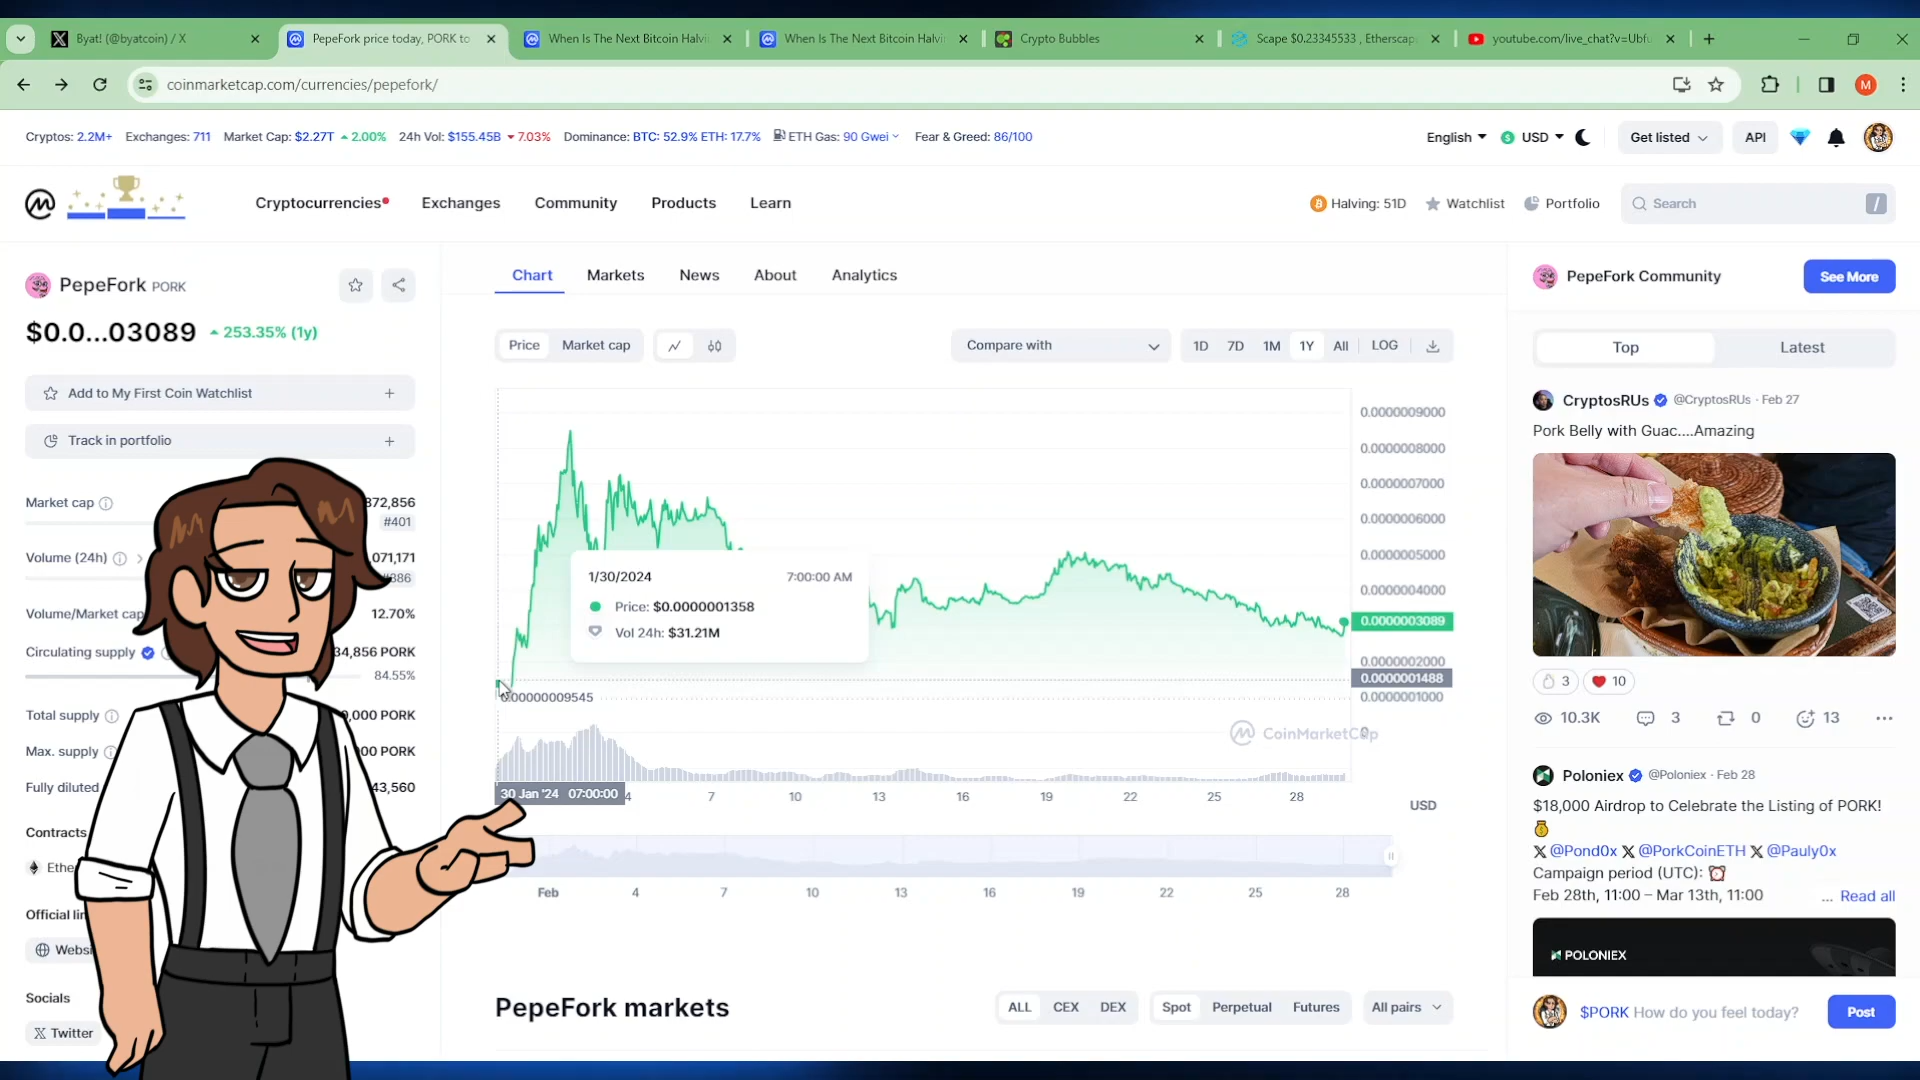 Byat! (@byatcoin) / X
PepeFork price today, PORK to
When Is The Next Bitcoin Halvi
When Is The Next Bitcoin Halvi
Crypto Bubbles
Scape $0.23345533 , Etherscap
youtube.com/live_chat?v=Ubf
coinmarketcap.com/currencies/pepefork/
M
Cryptos: 2.2M+ Exchanges: 711 Market Cap: $2.27T 2.00% 24h Vol: $155.45B 7.03% Dominance: BTC: 52.9% ETH: 17.7% ETH Gas: 90 Gwei Fear & Greed: 86/100
English USD Get listed API
Cryptocurrencies Exchanges Community Products Learn
Halving: 51D Watchlist Portfolio Search /
PepeFork PORK
$0.0...03089 253.35% (1y)
Add to My First Coin Watchlist +
Track in portfolio +
Market cap 872,856
#401
Volume (24h) 071,171
Volume/Market cap 12.70%
Circulating supply 34,856 PORK
84.55%
Total supply ,000 PORK
Max. supply 00 PORK
Fully diluted 43,560
Contracts
Ethe
Official lin
Websi
Socials
Twitter
Chart Markets News About Analytics
Price Market cap
Compare with
1D 7D 1M 1Y All LOG
0.0000009000
0.0000008000
0.0000007000
0.0000006000
0.0000005000
0.0000004000
0.0000003089
0.0000002000
0.0000001488
0.0000001000
1/30/2024 7:00:00 AM
Price: $0.0000001358
Vol 24h: $31.21M
0.00000009545
CoinMarketCap
30 Jan '24 07:00:00 4 7 10 13 16 19 22 25 28
USD
Feb 4 7 10 13 16 19 22 25 28
PepeFork markets
ALL CEX DEX
Spot Perpetual Futures
All pairs
PepeFork Community
See More
Top Latest
CryptosRUs @CryptosRUs · Feb 27
Pork Belly with Guac....Amazing
3 10
10.3K 3 0 13
Poloniex @Poloniex · Feb 28
$18,000 Airdrop to Celebrate the Listing of PORK!
💰
X @Pond0x X @PorkCoinETH X @Pauly0x
Campaign period (UTC): ⏰
Feb 28th, 11:00 – Mar 13th, 11:00 ... Read all
POLONIEX
$PORK How do you feel today?
Post